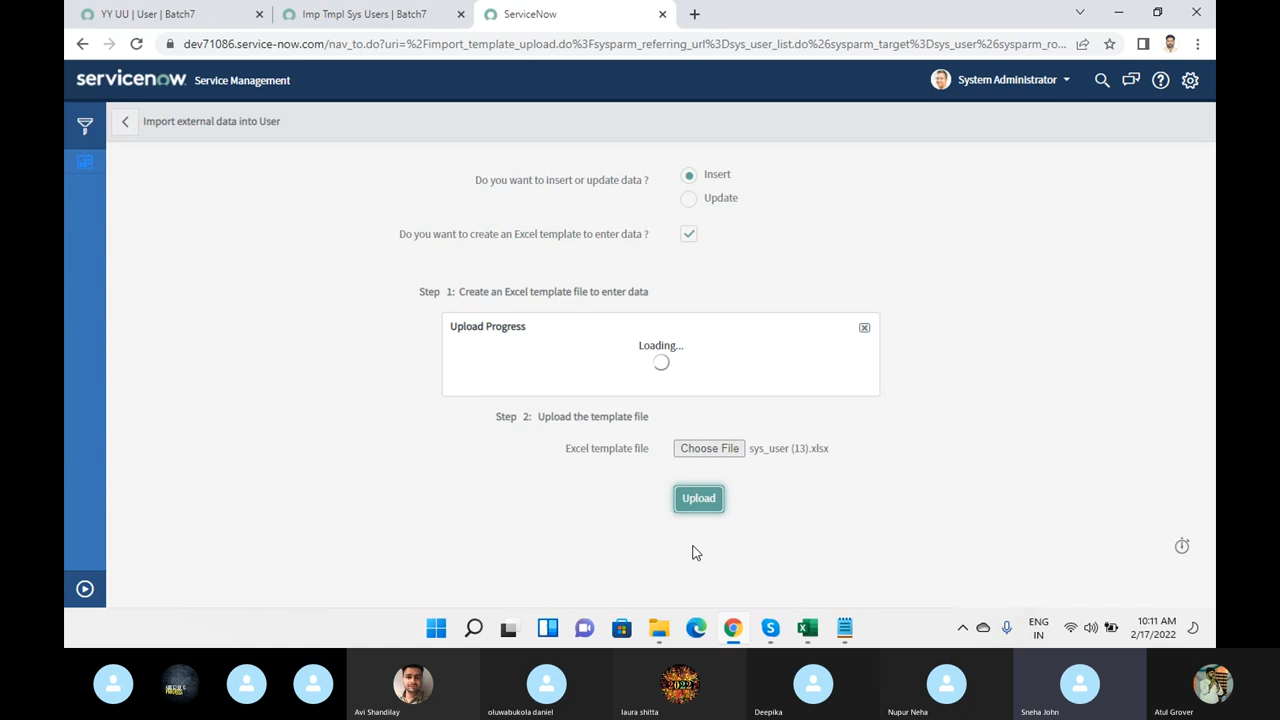 YY UU | User | Batch7
Imp Tmpl Sys Users | Batch7
ServiceNow
dev71086.service-now.com/nav_to.do?uri=%2Fimport_template_upload.do%3Fsysparm_referring_url%3Dsys_user_list.do%26sysparm_target%3Dsys_user%26sysparm_ro...
servicenow Service Management
System Administrator
Import external data into User
Do you want to insert or update data ?
Insert
Update
Do you want to create an Excel template to enter data ?
Step 1: Create an Excel template file to enter data
Upload Progress
Loading...
Step 2: Upload the template file
Excel template file
Choose File
sys_user (13).xlsx
Upload
ENG
IN
10:11 AM
2/17/2022
2022
Avi Shandilay
oluwabukola daniel
laura shitta
Deepika
Nupur Neha
Sneha John
Atul Grover